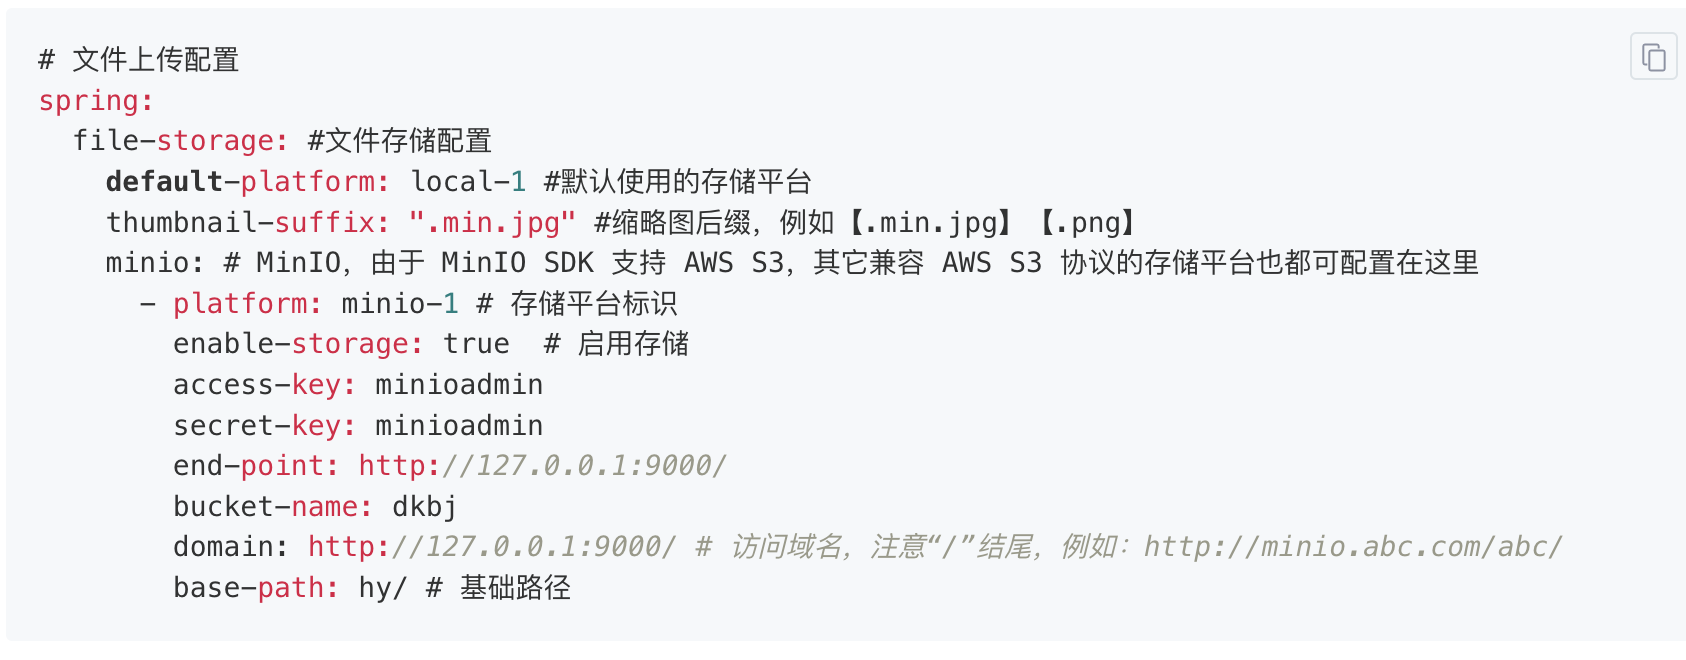 # 文件上传配置
spring:
  file-storage: #文件存储配置
    default-platform: local-1 #默认使用的存储平台
    thumbnail-suffix: ".min.jpg" #缩略图后缀，例如【.min.jpg】【.png】
    minio: # MinIO，由于 MinIO SDK 支持 AWS S3，其它兼容 AWS S3 协议的存储平台也都可配置在这里
      - platform: minio-1 # 存储平台标识
        enable-storage: true  # 启用存储
        access-key: minioadmin
        secret-key: minioadmin
        end-point: http://127.0.0.1:9000/
        bucket-name: dkbj
        domain: http://127.0.0.1:9000/ # 访问域名，注意“/”结尾，例如：http://minio.abc.com/abc/
        base-path: hy/ # 基础路径